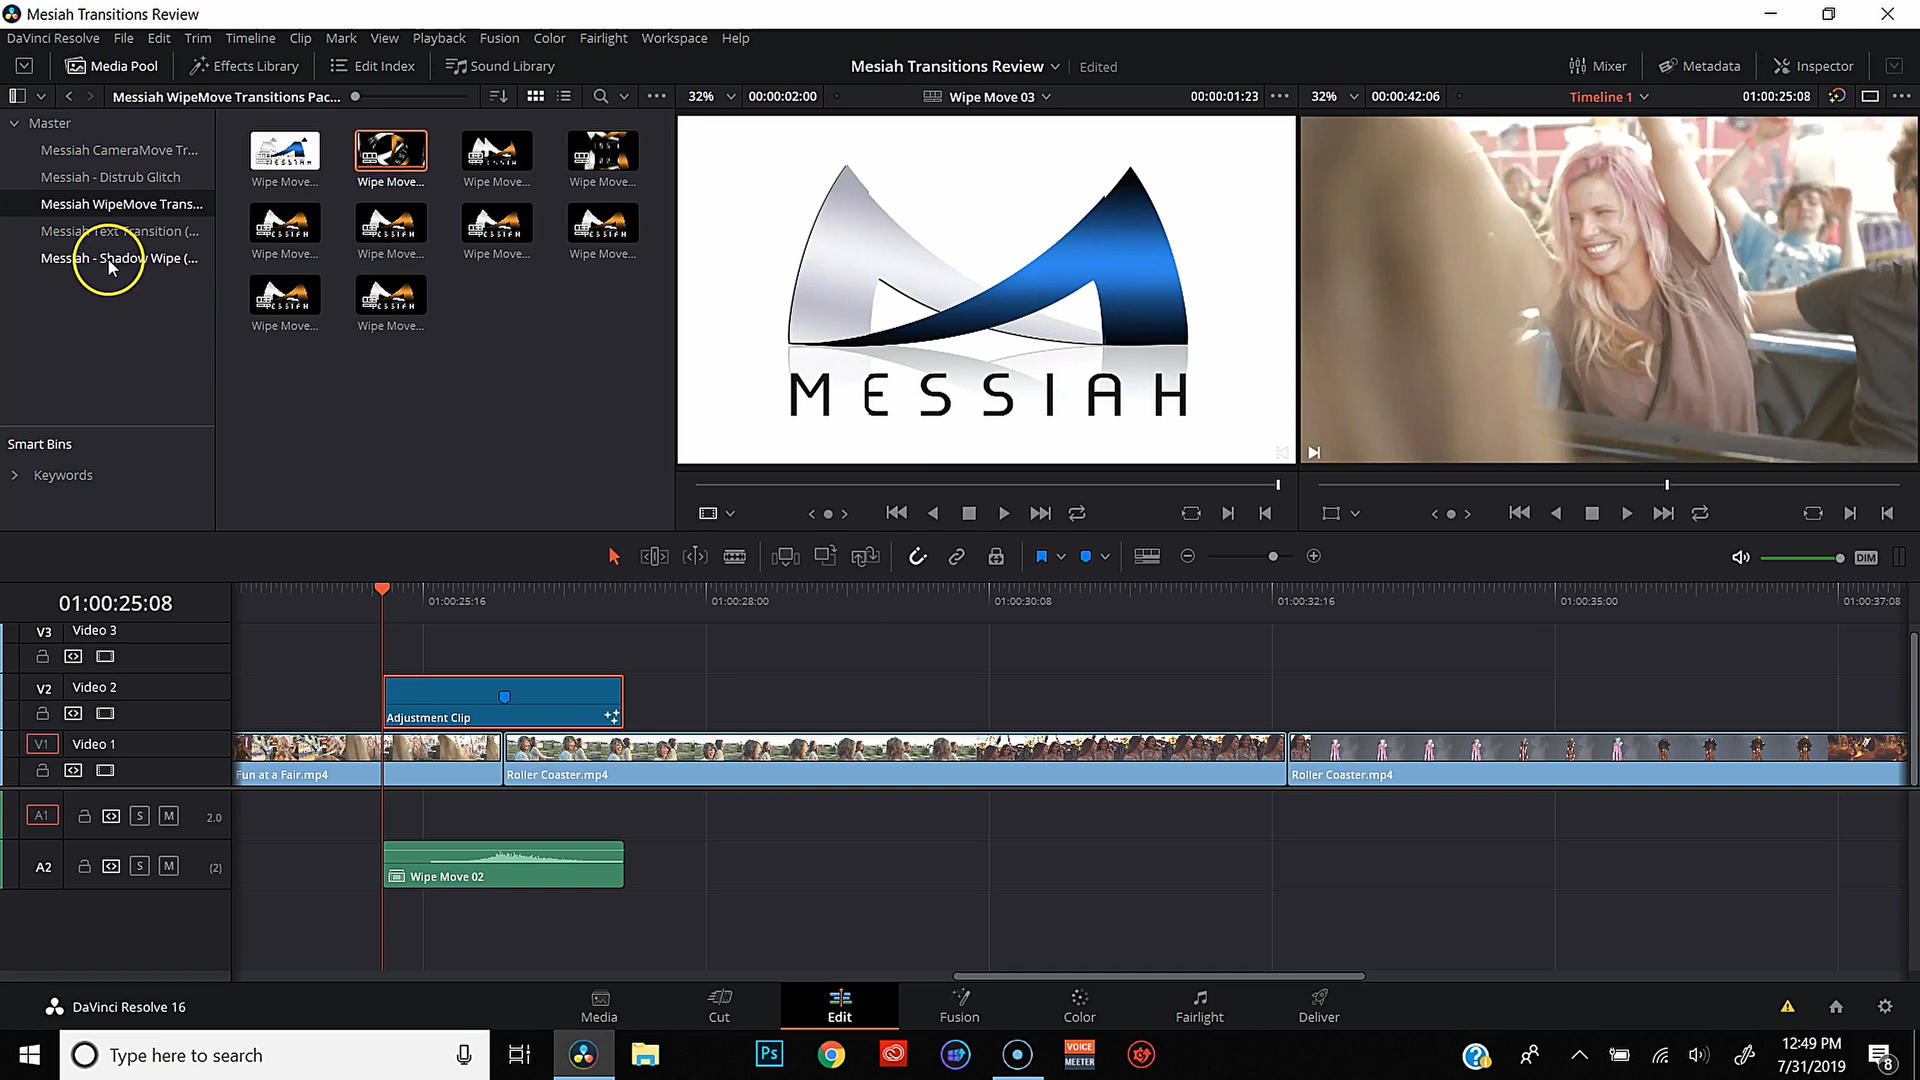 Mesiah Transitions Review
DaVinci Resolve File Edit Trim Timeline Clip Mark View Playback Fusion Color Fairlight Workspace Help
Media Pool Effects Library Edit Index Sound Library Mesiah Transitions Review Edited Mixer Metadata Inspector
Messiah WipeMove Transitions Pac... 32% 00:00:02:00 Wipe Move 03 00:00:01:23 32% 00:00:42:06 Timeline 1 01:00:25:08
Master
Messiah CameraMove Tr...
Messiah - Distrub Glitch
Messiah WipeMove Trans...
Messiah Text Transition (...
Messiah - Shadow Wipe (...
Wipe Move... Wipe Move... Wipe Move... Wipe Move...
Wipe Move... Wipe Move... Wipe Move... Wipe Move...
Wipe Move... Wipe Move...
MESSIAH
Smart Bins
Keywords
DIM
01:00:25:08 01:00:25:16 01:00:28:00 01:00:30:08 01:00:32:16 01:00:35:00 01:00:37:08
V3 Video 3
V2 Video 2
Adjustment Clip
V1 Video 1
Fun at a Fair.mp4 Roller Coaster.mp4 Roller Coaster.mp4
A1 S M 2.0
A2 S M (2)
Wipe Move 02
DaVinci Resolve 16 Media Cut Edit Fusion Color Fairlight Deliver
Type here to search Ps VOICE MEETER 12:49 PM
7/31/2019 8